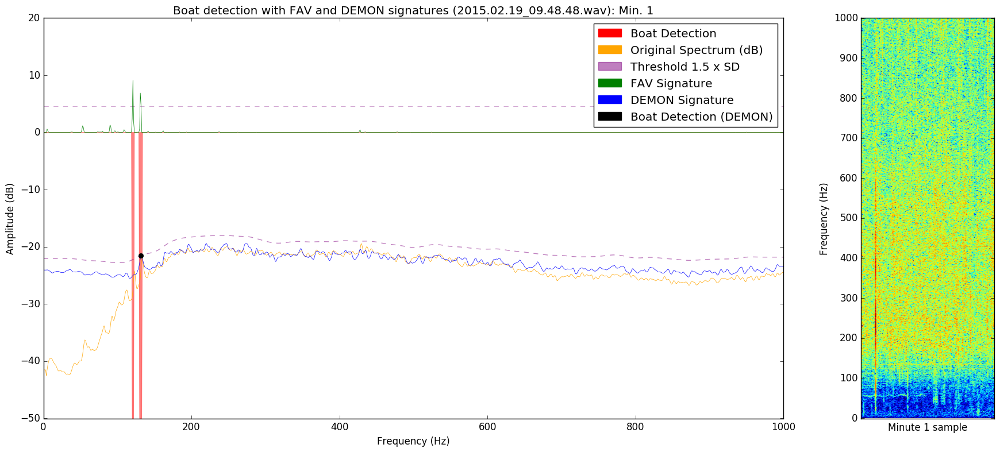 Boat detection with FAV and DEMON signatures (2015.02.19_09.48.48.wav): Min. 1
Boat Detection
Original Spectrum (dB)
Threshold 1.5 x SD
FAV Signature
DEMON Signature
Boat Detection (DEMON)
Amplitude (dB)
20
10
0
−10
−20
−30
−40
−50
0
200
400
600
800
1000
Frequency (Hz)
Frequency (Hz)
1000
900
800
700
600
500
400
300
200
100
0
Minute 1 sample